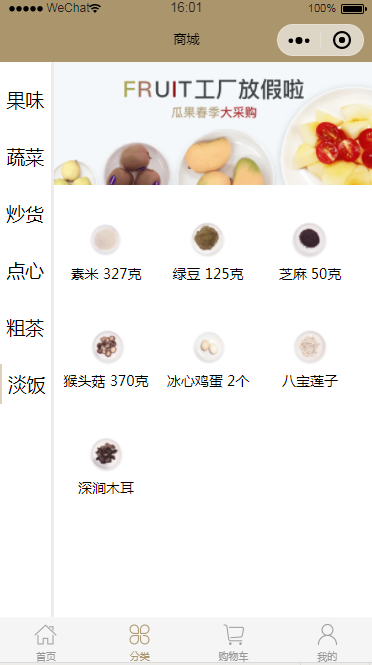 WeChat
16:01
100%
商城
果味
蔬菜
炒货
点心
粗茶
淡饭
FRUIT工厂放假啦
瓜果春季大采购
素米 327克
绿豆 125克
芝麻 50克
猴头菇 370克
冰心鸡蛋 2个
八宝莲子
深涧木耳
首页
分类
购物车
我的